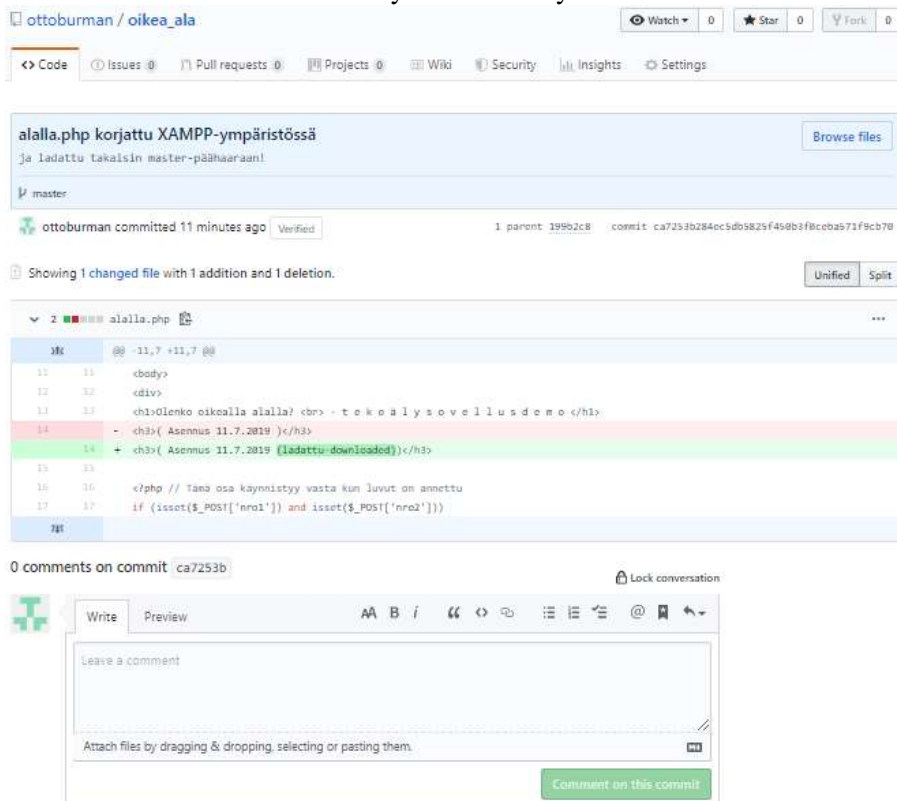 ottoburman / oikea_ala
Watch 0 Star 0 Fork 0
Code Issues 0 Pull requests 0 Projects 0 Wiki Security Insights Settings
alalla.php korjattu XAMPP-ympäristössä
Browse files
ja ladattu takaisin master-päähaaraan!
master
ottoburman committed 11 minutes ago Verified
1 parent 199b2c8 commit
Showing 1 changed file with 1 addition and 1 deletion.
Unified Split
2 alalla.php
@@ -11,7 +11,7 @@
11 11 <body>
12 12 <div>
13 13 <h1>Olenko oikealla alalla? <br> - t e k o ä l y s o v e l l u s d e m o </h1>
14 - <h3>( Asennus 11.7.2019 )</h3>
14 + <h3>( Asennus 11.7.2019 (ladattu-downloaded))</h3>
15 15
16 16 <?php // Tämä osa käynnistyy vasta kun luvut on annettu
17 17 if (isset($_POST['nro1']) and isset($_POST['nro2']))
0 comments on commit ca7253b
Lock conversation
Write Preview
AA B i “ <> @
Leave a comment
Attach files by dragging & dropping, selecting or pasting them.
Comment on this commit